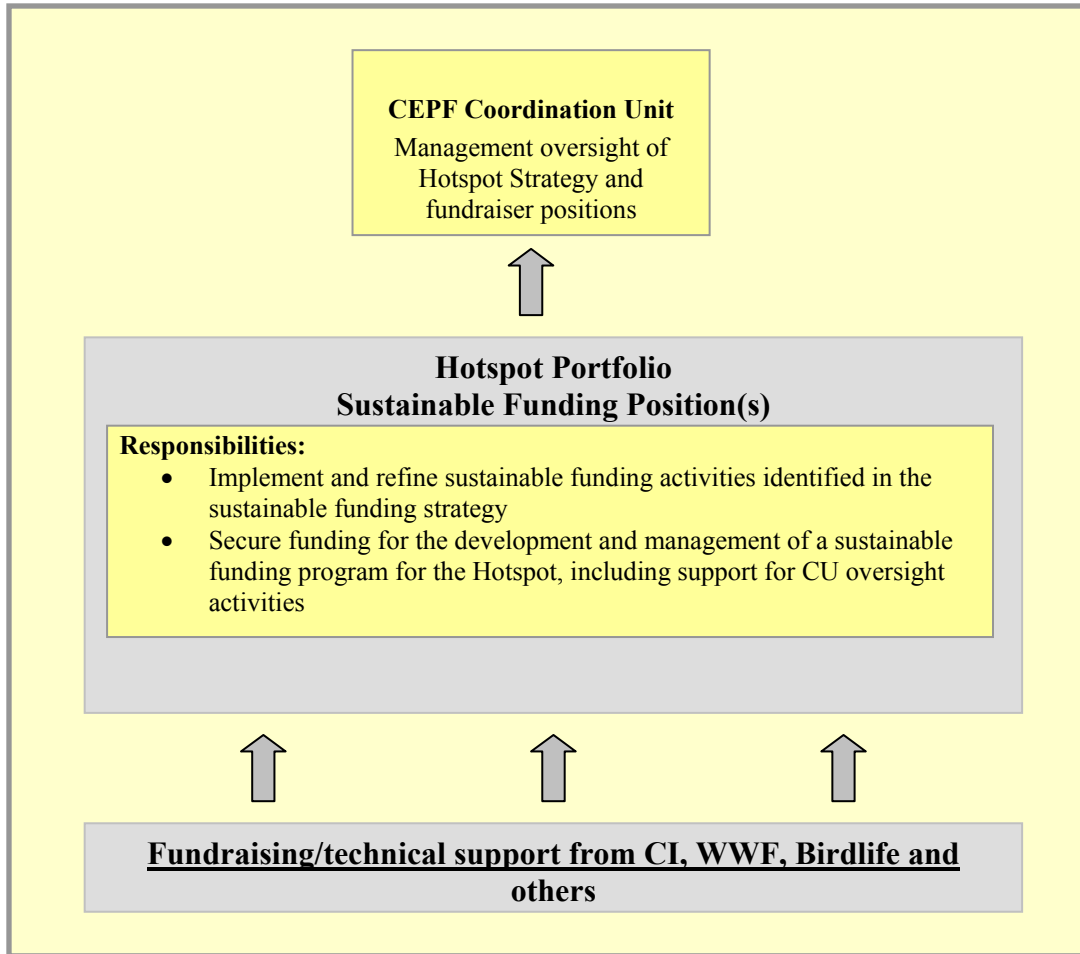 CEPF Coordination Unit
Management oversight of
Hotspot Strategy and
fundraiser positions
Hotspot Portfolio
Sustainable Funding Position(s)
Responsibilities:
• Implement and refine sustainable funding activities identified in the
sustainable funding strategy
• Secure funding for the development and management of a sustainable
funding program for the Hotspot, including support for CU oversight
activities
Fundraising/technical support from CI, WWF, Birdlife and
others